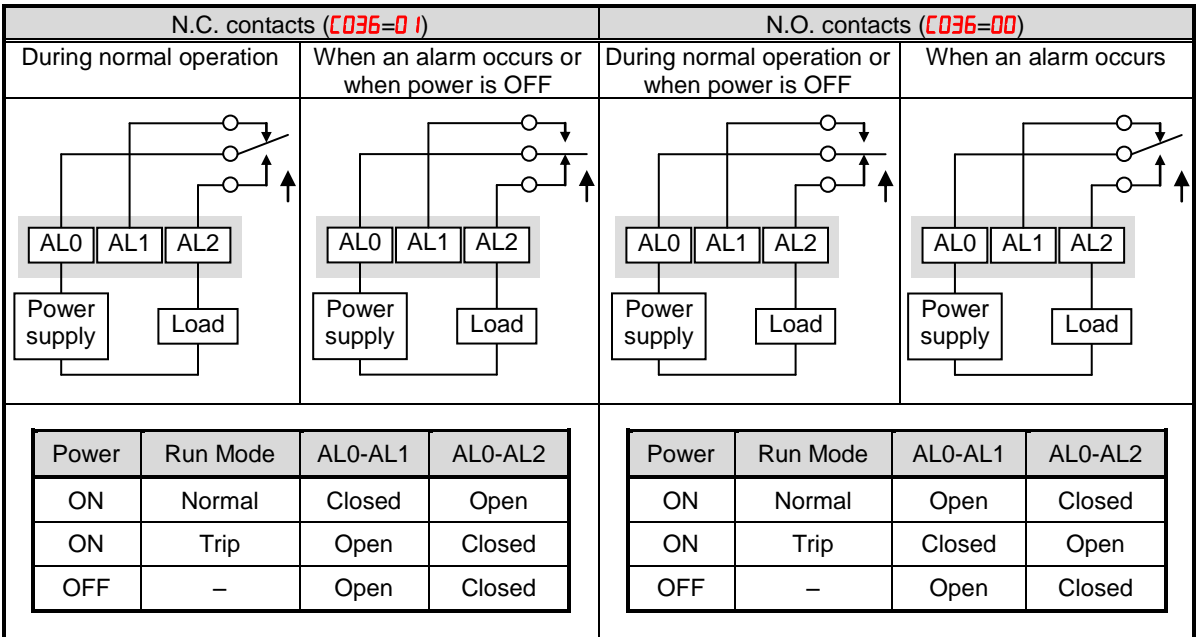 N.C. contacts (C036=01)
N.O. contacts (C036=00)
During normal operation
When an alarm occurs or
when power is OFF
During normal operation or
when power is OFF
When an alarm occurs
AL0 AL1 AL2
AL0 AL1 AL2
AL0 AL1 AL2
AL0 AL1 AL2
Power
supply
Load
Power
supply
Load
Power
supply
Load
Power
supply
Load
Power Run Mode AL0-AL1 AL0-AL2
ON Normal Closed Open
ON Trip Open Closed
OFF – Open Closed
Power Run Mode AL0-AL1 AL0-AL2
ON Normal Open Closed
ON Trip Closed Open
OFF – Open Closed